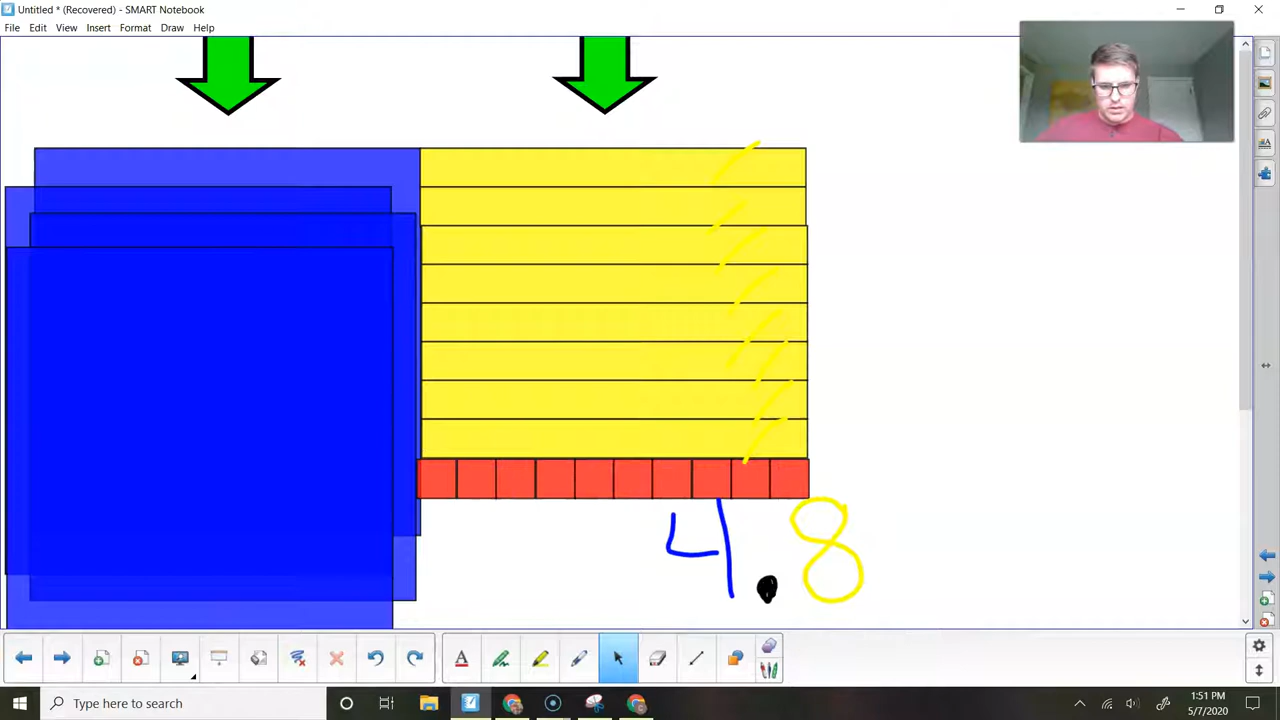 Untitled * (Recovered) - SMART Notebook
File Edit View Insert Format Draw Help
4.8
Type here to search
1:51 PM
5/7/2020